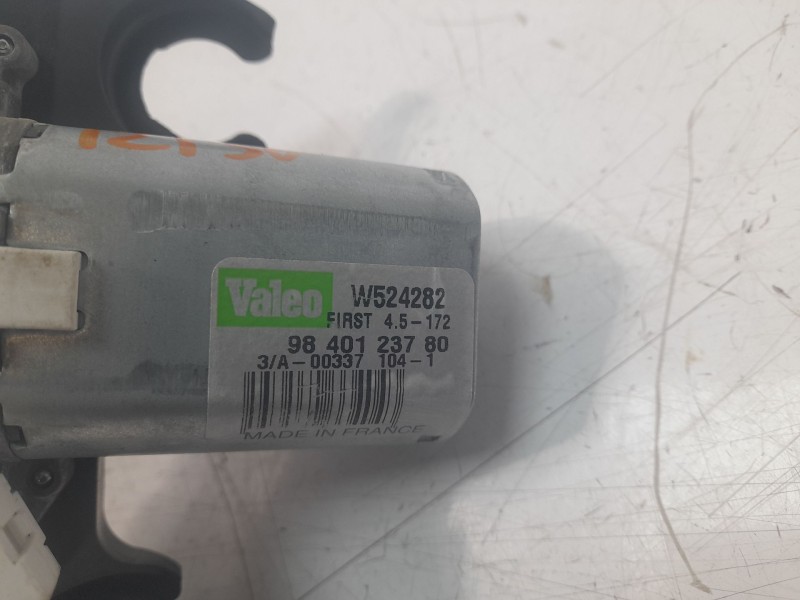 Valeo W524282
FIRST 4.5-172
98 401 237 80
3/A-00337 104-1
MADE IN FRANCE